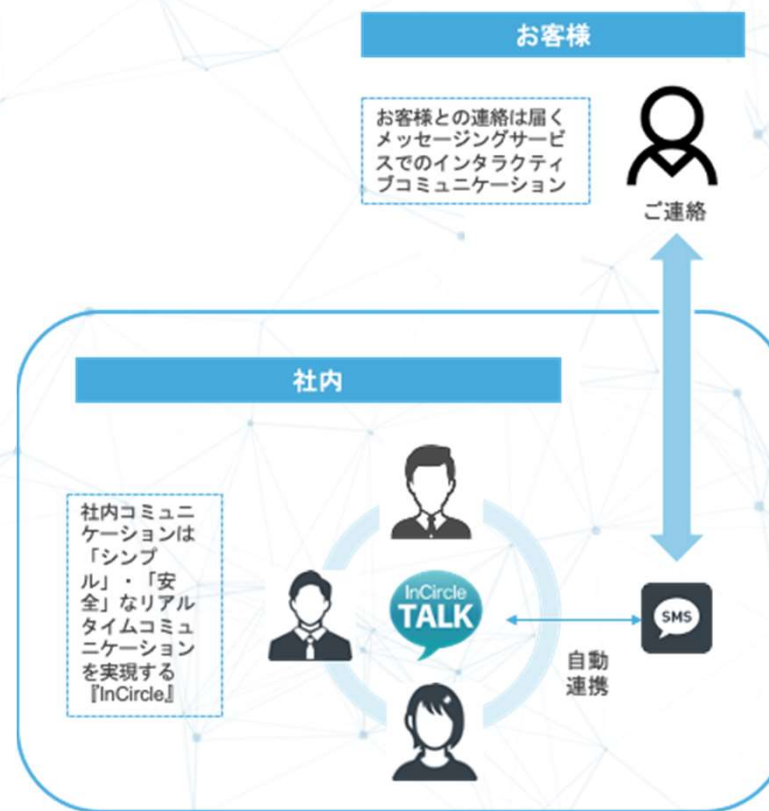 お客様
お客様との連絡は届く
メッセージングサービ
スでのインタラクティ
ブコミュニケーション
ご連絡
社内
社内コミュニ
ケーションは
「シンプ
ル」・「安
全」なリアル
タイムコミュ
ニケーション
を実現する
『InCircle』
InCircle
TALK
SMS
自動
連携